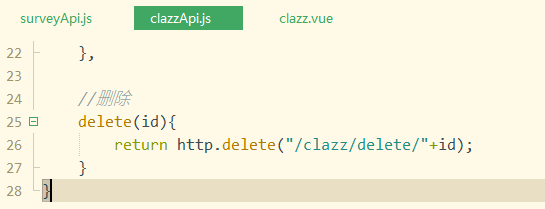 surveyApi.js clazzApi.js clazz.vue
22 },
23
24 //删除
25 delete(id){
26 return http.delete("/clazz/delete/"+id);
27 }
28 }